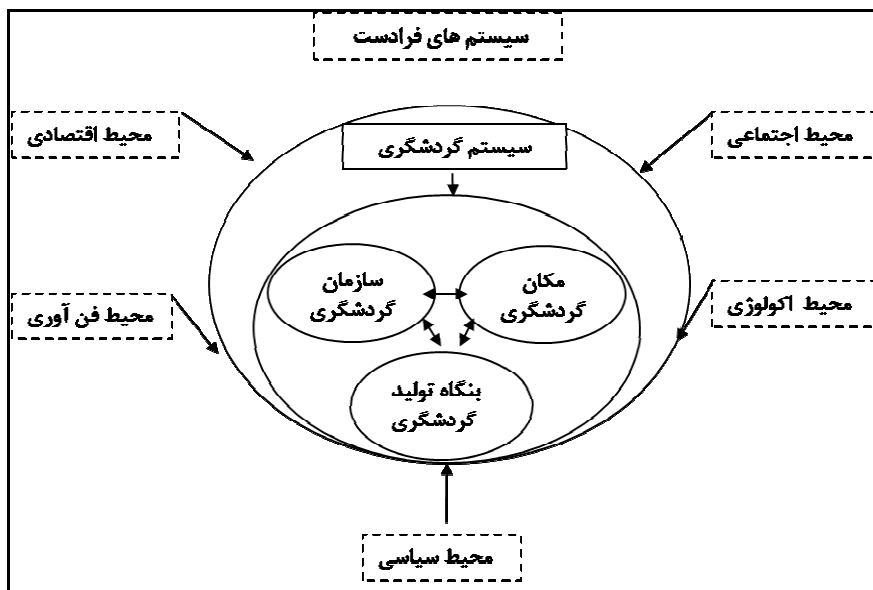 سیستم های فرادست
محیط اجتماعی
محیط اقتصادی
سیستم گردشگری
مکان
گردشگری
سازمان
گردشگری
محیط اکولوژی
محیط فن آوری
بنگاه تولید
گردشگری
محیط سیاسی